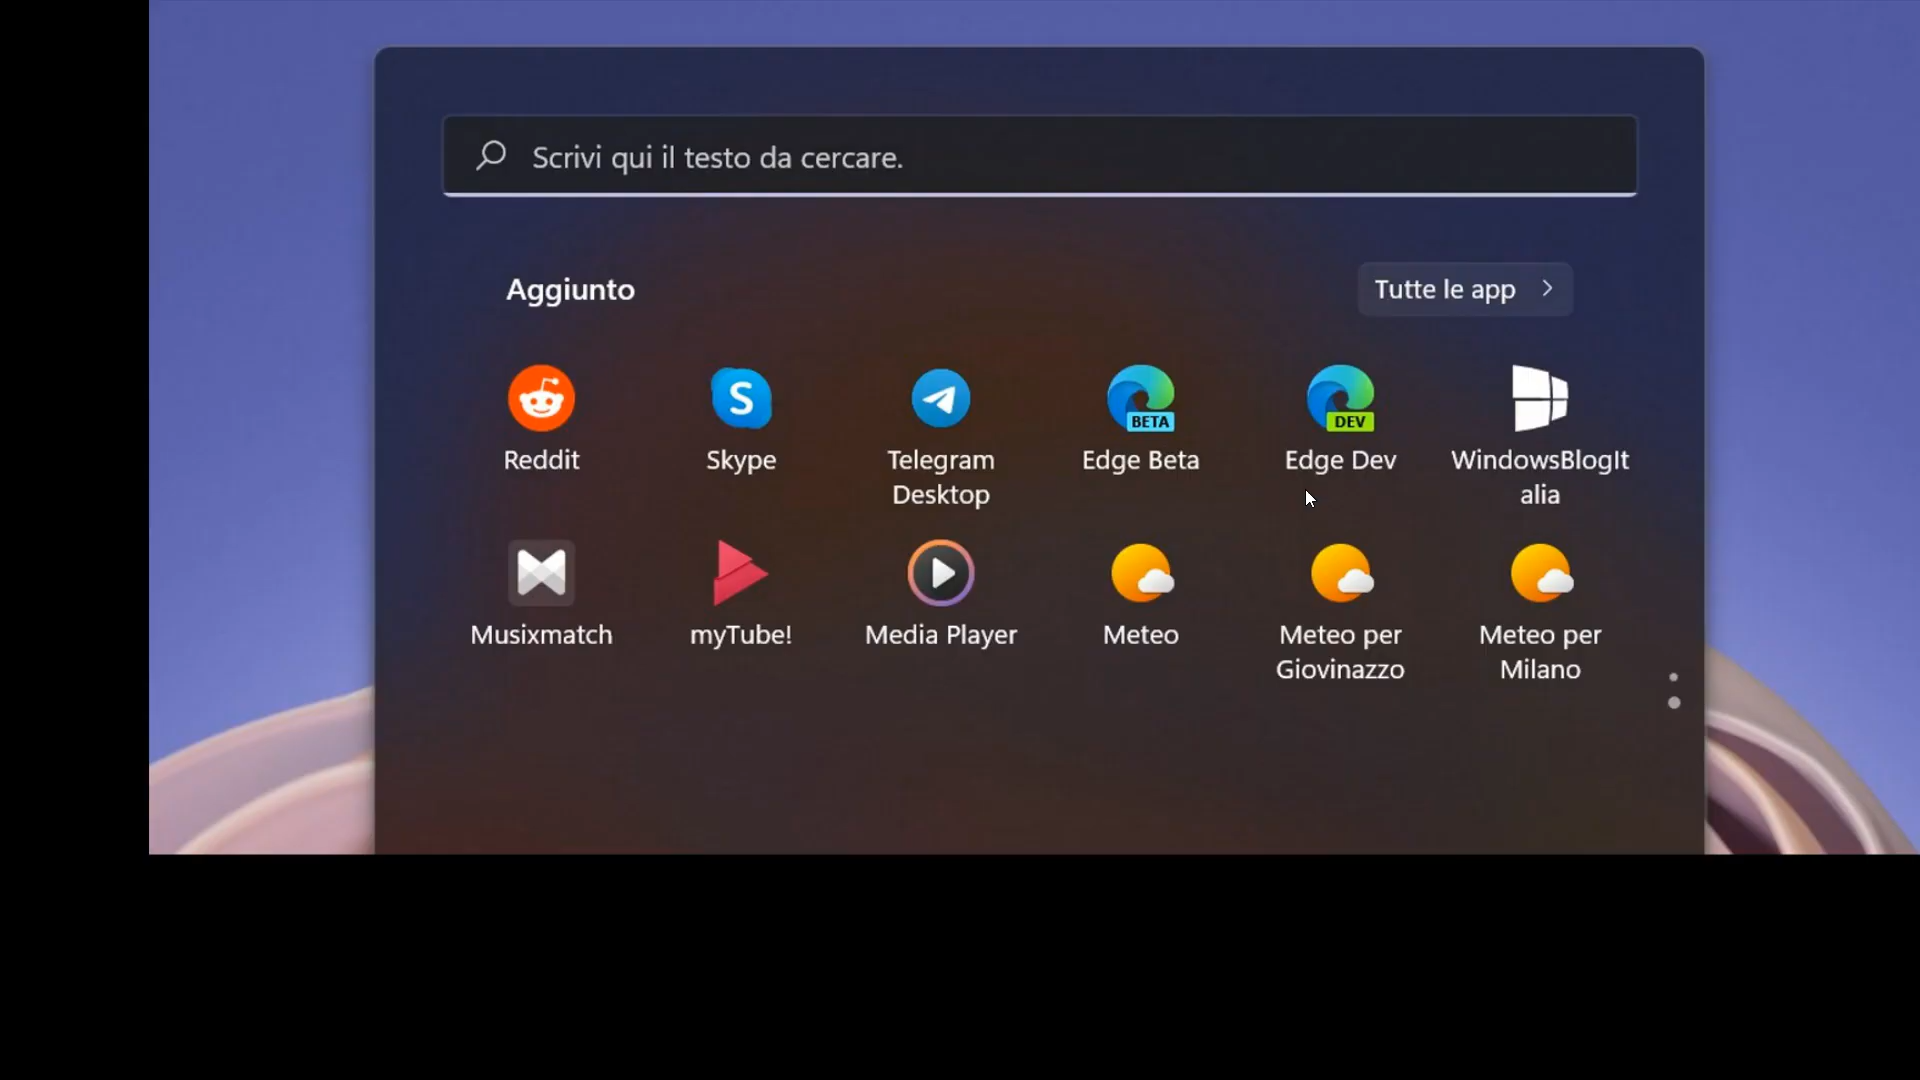 Scrivi qui il testo da cercare.
Aggiunto
Tutte le app
Reddit
Skype
Telegram
Desktop
BETA
Edge Beta
DEV
Edge Dev
WindowsBlogIt
alia
Musixmatch
myTube!
Media Player
Meteo
Meteo per
Giovinazzo
Meteo per
Milano